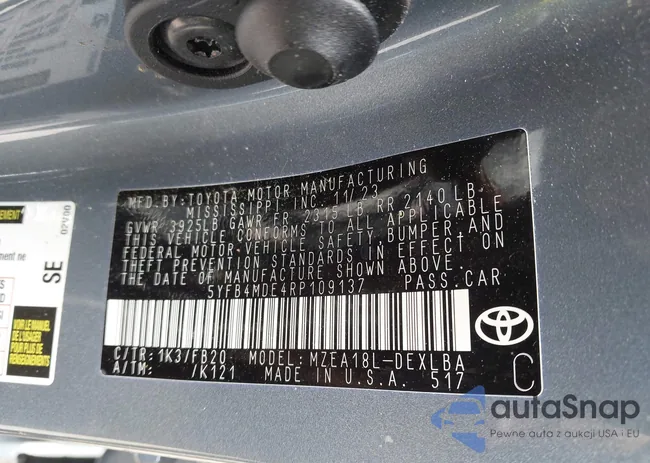 MFD. BY: TOYOTA MOTOR MANUFACTURING
MISSISSIPPI, INC. 11/23
GVWR 3925LB GAWR FR 2315 LB RR 2140 LB
THIS VEHICLE CONFORMS TO ALL APPLICABLE
FEDERAL MOTOR VEHICLE SAFETY, BUMPER AND
THEFT PREVENTION STANDARDS IN EFFECT ON
THE DATE OF MANUFACTURE SHOWN ABOVE.
5YFB4MDE4RP109137 PASS.CAR
C/TR: 1K3/FB20 MODEL: MZEA18L-DEXLBA
A/TM: /K121 MADE IN U.S.A. 517
C
SE
02V00
autaSnap
Pewne auta z aukcji USA i EU